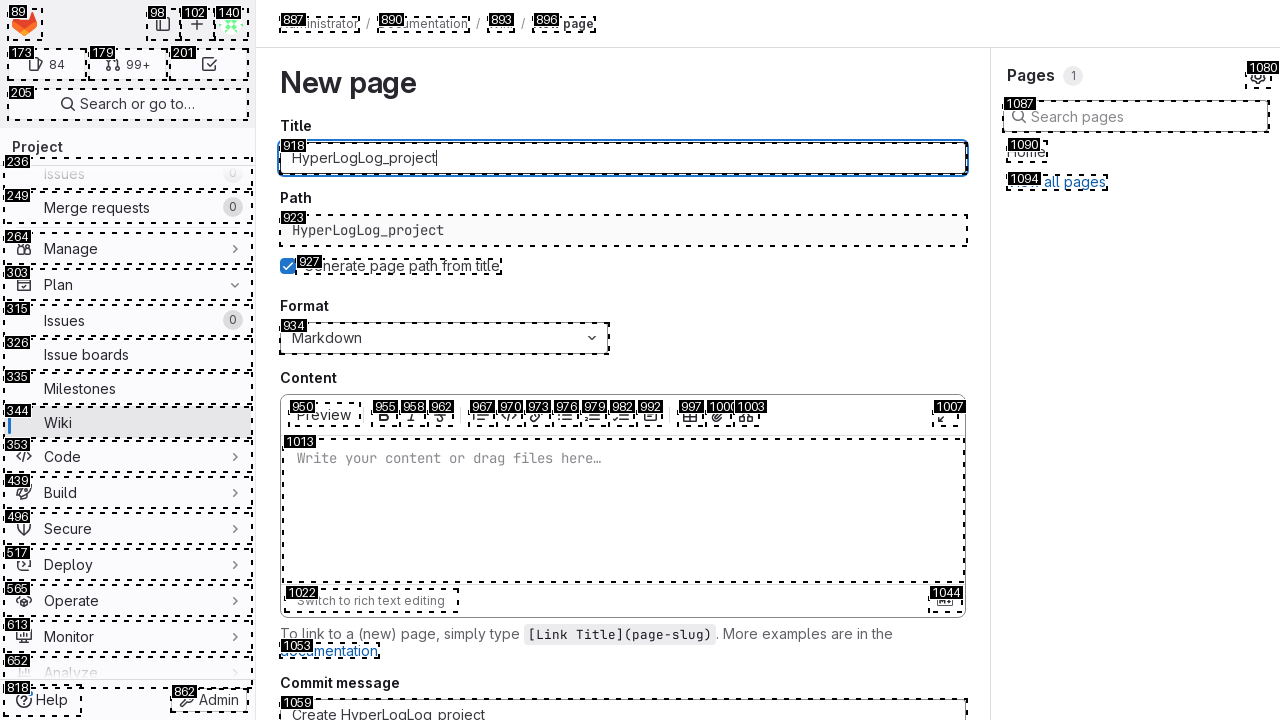 89
98
102
140
173
84
179
99+
201
205
Search or go to…
Project
236
Issues
0
249
Merge requests
0
264
Manage
303
Plan
315
Issues
0
326
Issue boards
335
Milestones
344
Wiki
353
Code
439
Build
496
Secure
517
Deploy
565
Operate
613
Monitor
652
Analyze
818
Help
862
Admin
887
/
890
/
893
/
896
page
New page
Title
918
HyperLogLog_project
Path
923
HyperLogLog_project
927
Generate page path from title
Format
934
Markdown
Content
950
Preview
955
958
962
967
970
973
976
979
982
992
997
1000
1003
1007
1013
Write your content or drag files here…
1022
Switch to rich text editing
1044
To link to a (new) page, simply type [Link Title](page-slug). More examples are in the
1053
documentation
Commit message
1059
Create HyperLogLog_project
Pages
1
1080
1087
Search pages
1090
Home
1094
all pages